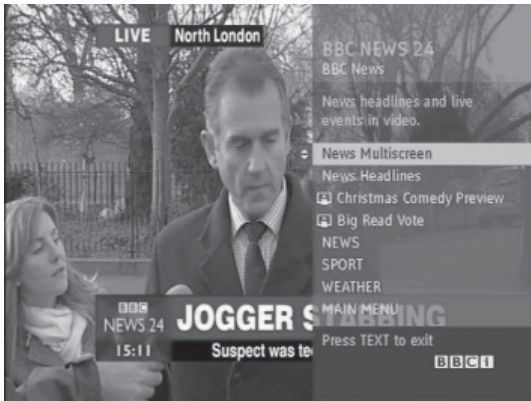 LIVE North London
BBC NEWS 24
BBC News
News headlines and live
events in video.
News Multiscreen
News Headlines
Christmas Comedy Preview
Big Read Vote
NEWS
SPORT
WEATHER
MAIN MENU
Press TEXT to exit
BBC 1
BBC
NEWS 24
15:11
JOGGER STABBING
Suspect was